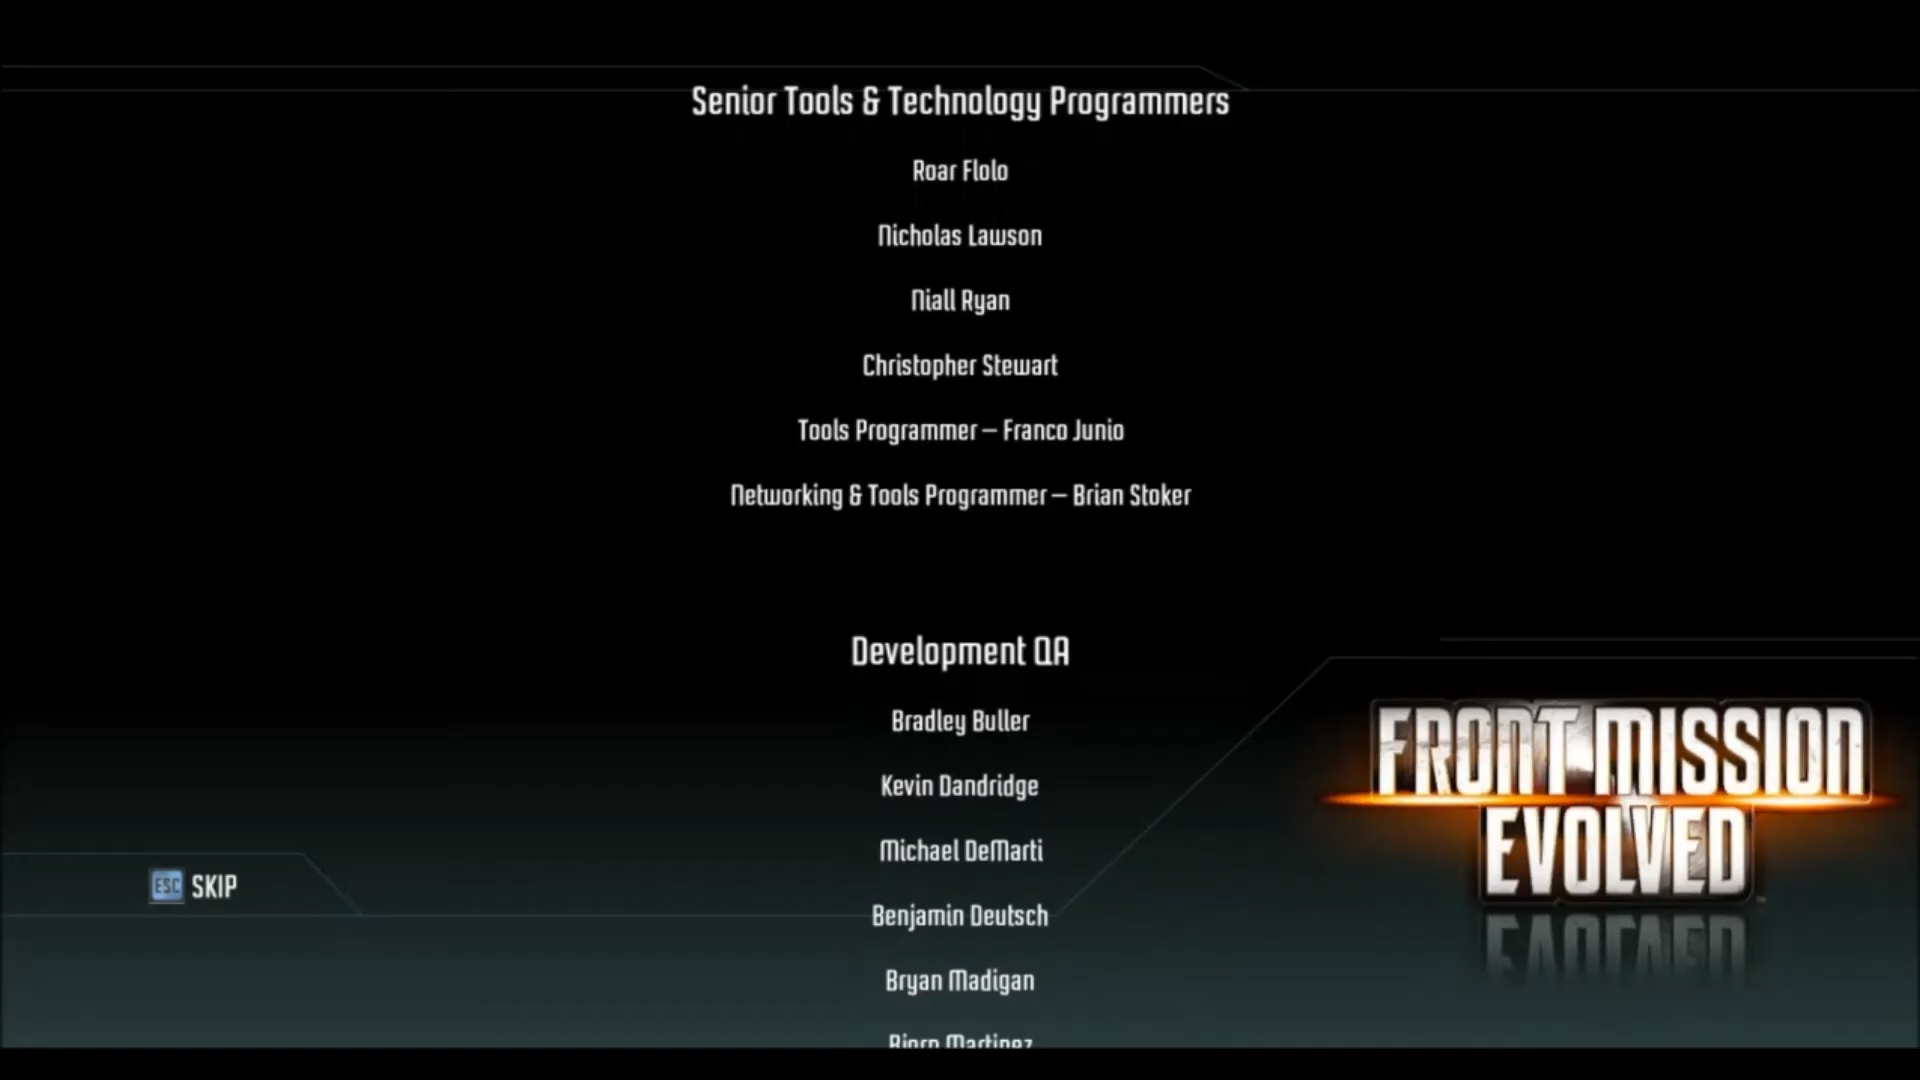 Senior Tools & Technology Programmers
Roar Flolo
Nicholas Lawson
Niall Ryan
Christopher Stewart
Tools Programmer – Franco Junio
Networking & Tools Programmer – Brian Stoker
Development QA
Bradley Buller
Kevin Dandridge
Michael DeMarti
Benjamin Deutsch
Bryan Madigan
Bjorn Martinez
ESC SKIP
FRONT MISSION
EVOLVED